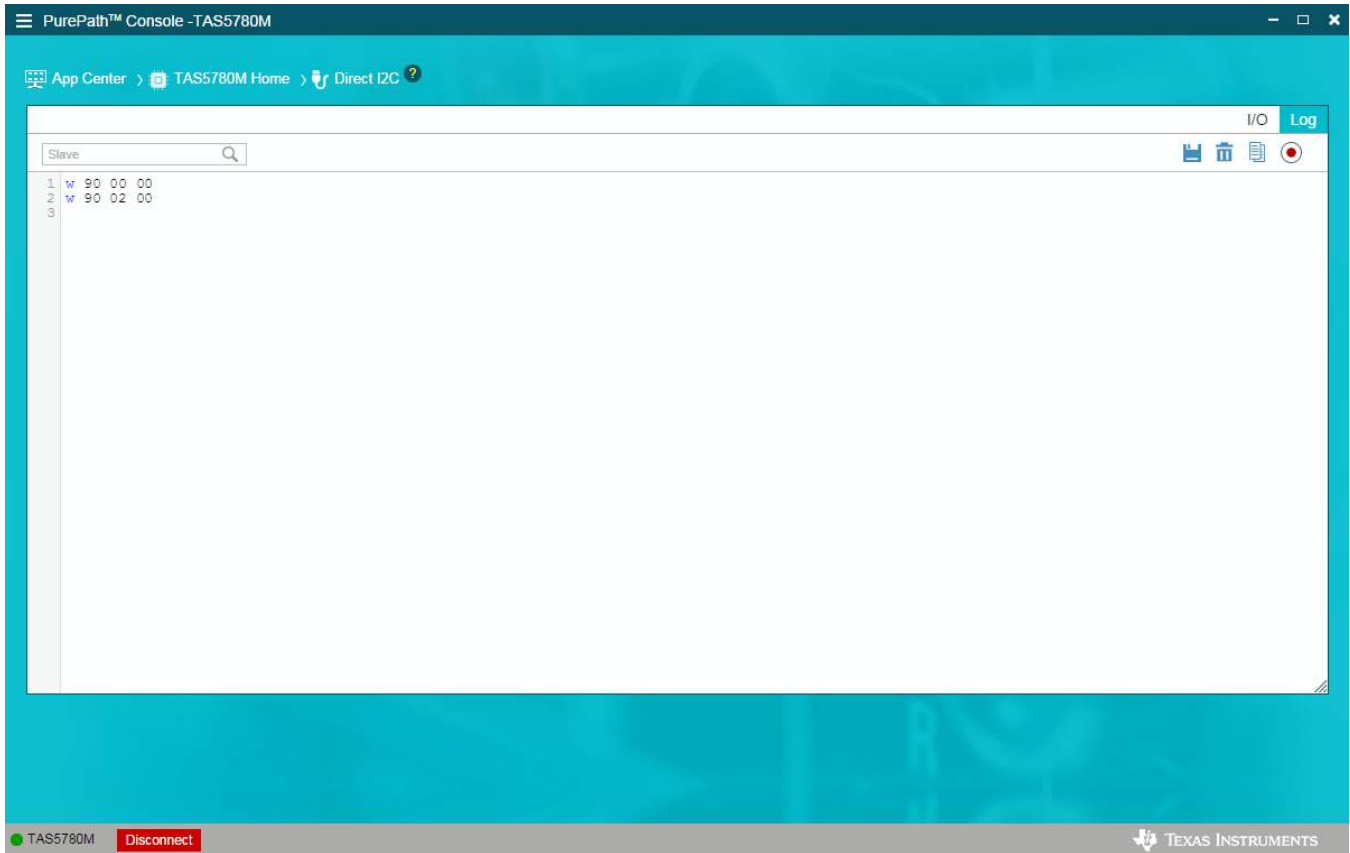 PurePath™ Console -TAS5780M
App Center > TAS5780M Home > Direct I2C ?
I/O Log
Slave
1 w 90 00 00
2 w 90 02 00
3
TAS5780M Disconnect TEXAS INSTRUMENTS